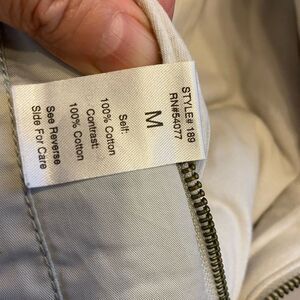 STYLE# 189
RN#54077
M
Self:
100% Cotton
Contrast:
100% Cotton
See Reverse
Side For Care